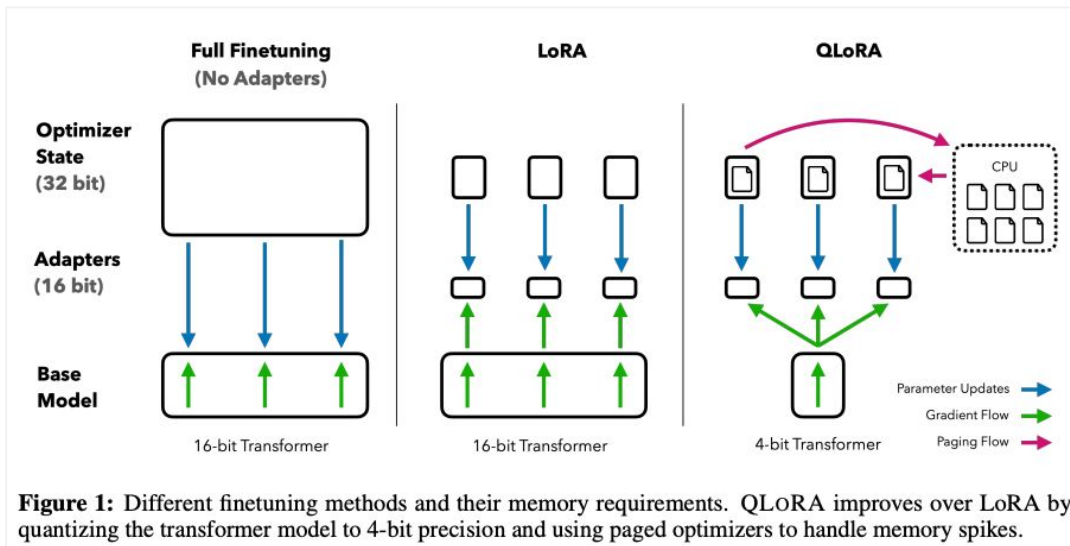 Full Finetuning
(No Adapters)
LoRA
QLoRA
Optimizer
State
(32 bit)
CPU
Adapters
(16 bit)
Base
Model
Parameter Updates
Gradient Flow
Paging Flow
16-bit Transformer
16-bit Transformer
4-bit Transformer
Figure 1: Different finetuning methods and their memory requirements. QLORA improves over LoRA by
quantizing the transformer model to 4-bit precision and using paged optimizers to handle memory spikes.